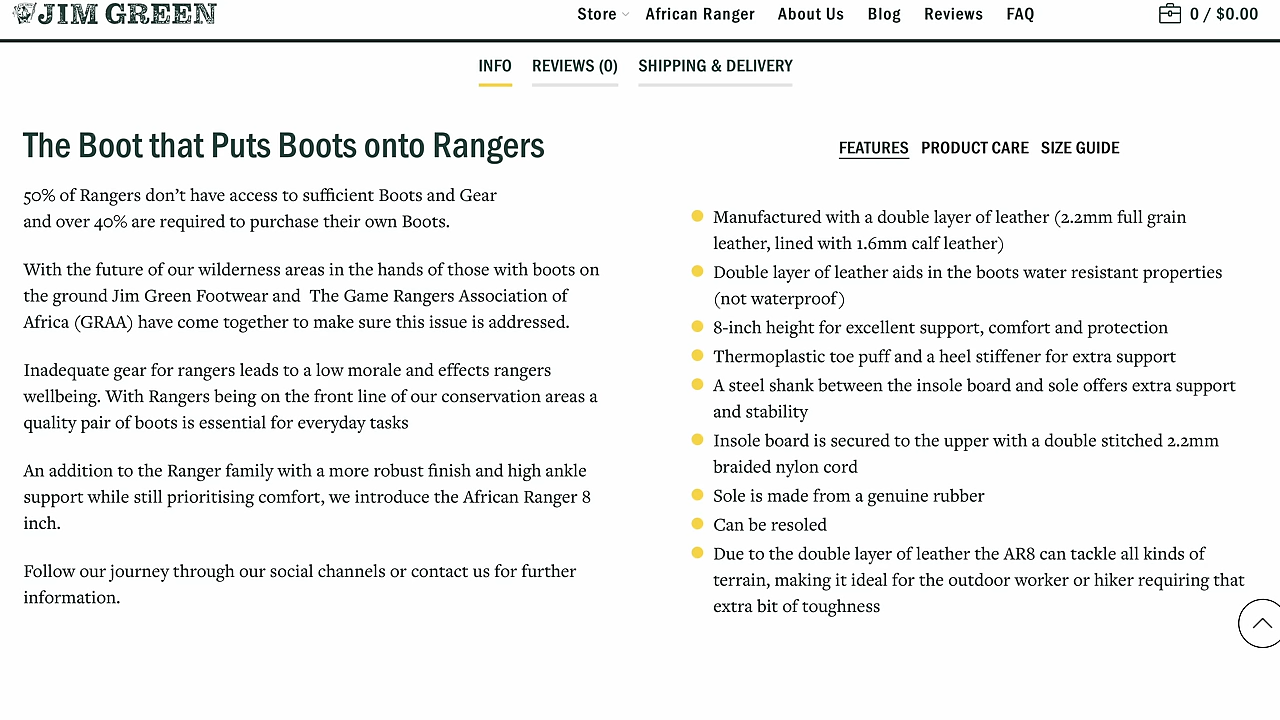 JIM GREEN
Store African Ranger About Us Blog Reviews FAQ 0 / $0.00
INFO REVIEWS (0) SHIPPING & DELIVERY
The Boot that Puts Boots onto Rangers
50% of Rangers don’t have access to sufficient Boots and Gear
and over 40% are required to purchase their own Boots.
With the future of our wilderness areas in the hands of those with boots on
the ground Jim Green Footwear and  The Game Rangers Association of
Africa (GRAA) have come together to make sure this issue is addressed.
Inadequate gear for rangers leads to a low morale and effects rangers
wellbeing. With Rangers being on the front line of our conservation areas a
quality pair of boots is essential for everyday tasks
An addition to the Ranger family with a more robust finish and high ankle
support while still prioritising comfort, we introduce the African Ranger 8
inch.
Follow our journey through our social channels or contact us for further
information.
FEATURES PRODUCT CARE SIZE GUIDE
Manufactured with a double layer of leather (2.2mm full grain
leather, lined with 1.6mm calf leather)
Double layer of leather aids in the boots water resistant properties
(not waterproof)
8-inch height for excellent support, comfort and protection
Thermoplastic toe puff and a heel stiffener for extra support
A steel shank between the insole board and sole offers extra support
and stability
Insole board is secured to the upper with a double stitched 2.2mm
braided nylon cord
Sole is made from a genuine rubber
Can be resoled
Due to the double layer of leather the AR8 can tackle all kinds of
terrain, making it ideal for the outdoor worker or hiker requiring that
extra bit of toughness